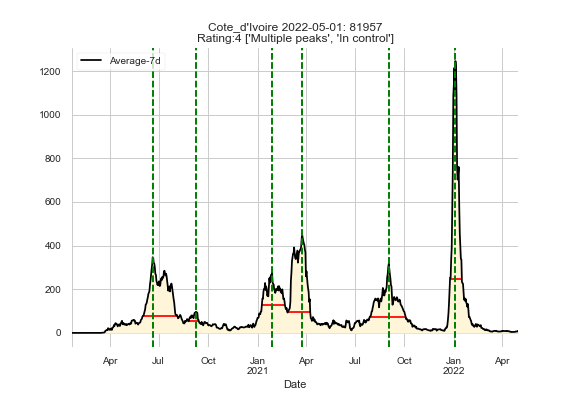 Cote_d'Ivoire 2022-05-01: 81957
Rating:4 ['Multiple peaks', 'In control']
Average-7d
1200
1000
800
600
400
200
0
Apr Jul Oct Jan Apr Jul Oct Jan Apr
2021 2022
Date